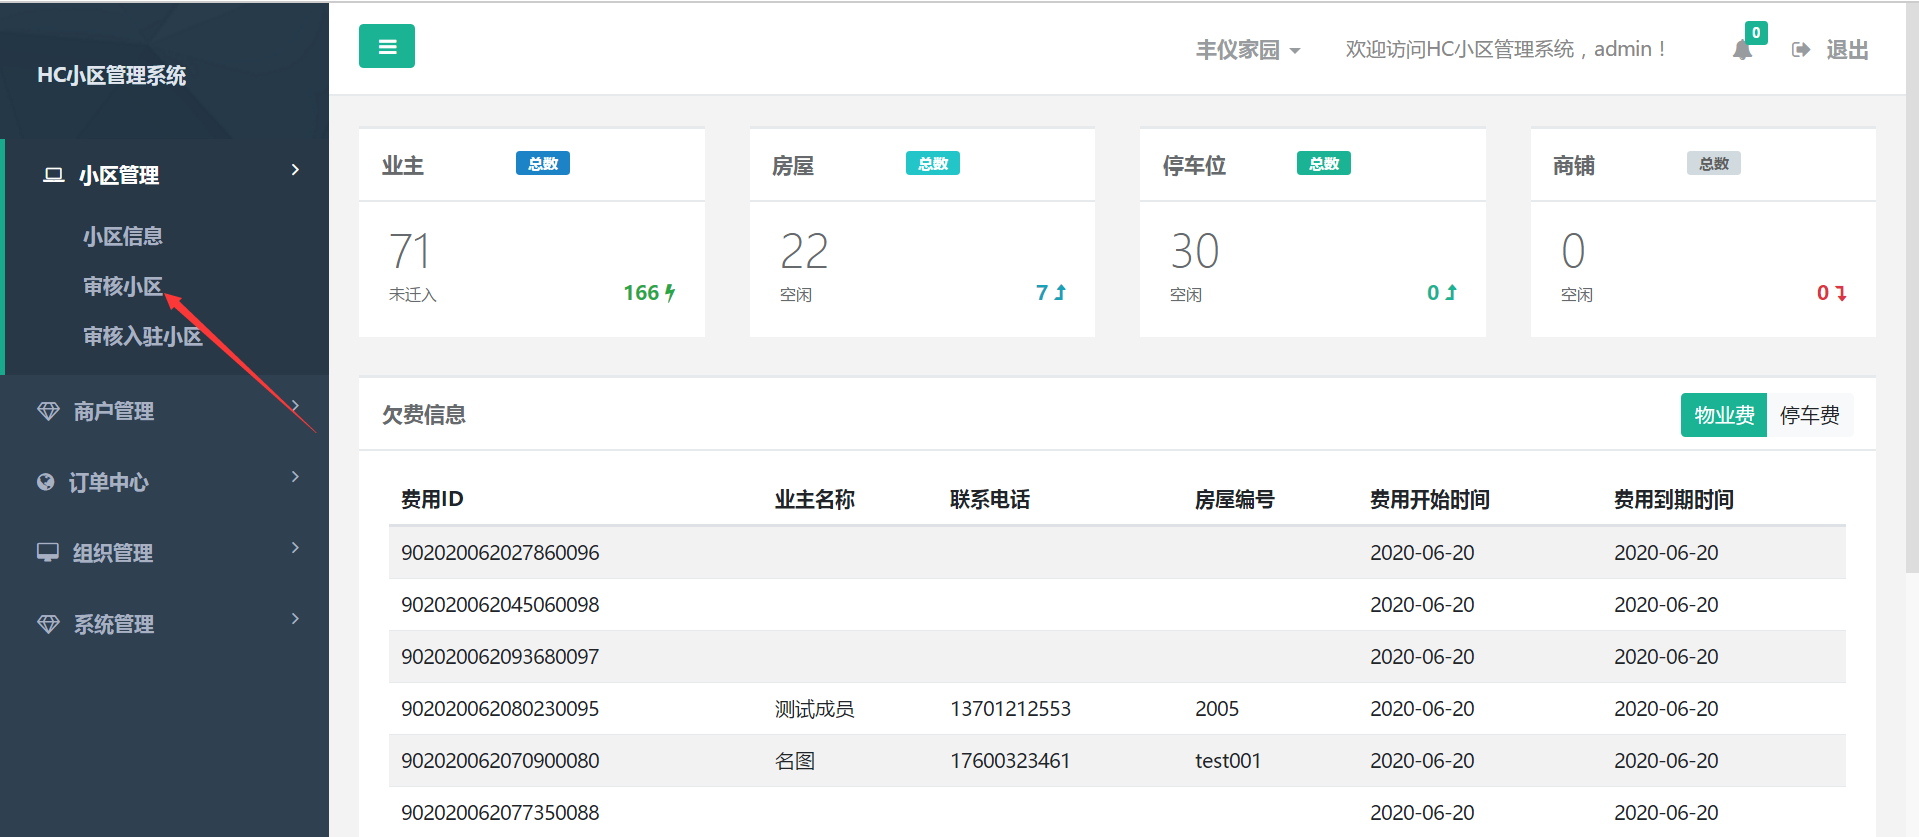 HC小区管理系统
小区管理
小区信息
审核小区
审核入驻小区
商户管理
订单中心
组织管理
系统管理
丰仪家园 欢迎访问HC小区管理系统，admin！ 0 退出
业主 总数
71
未迁入 166
房屋 总数
22
空闲 7
停车位 总数
30
空闲 0
商铺 总数
0
空闲 0
欠费信息 物业费 停车费
费用ID 业主名称 联系电话 房屋编号 费用开始时间 费用到期时间
902020062027860096 2020-06-20 2020-06-20
902020062045060098 2020-06-20 2020-06-20
902020062093680097 2020-06-20 2020-06-20
902020062080230095 测试成员 13701212553 2005 2020-06-20 2020-06-20
902020062070900080 名图 17600323461 test001 2020-06-20 2020-06-20
902020062077350088 2020-06-20 2020-06-20